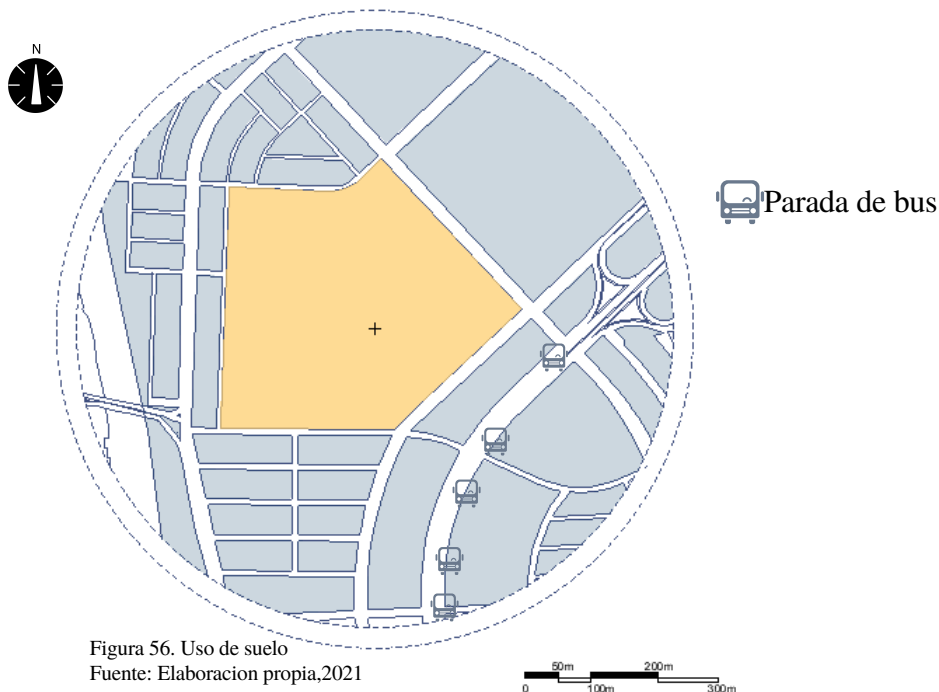 N
Parada de bus
Figura 56. Uso de suelo
Fuente: Elaboracion propia,2021
50m 200m
0 100m 300m